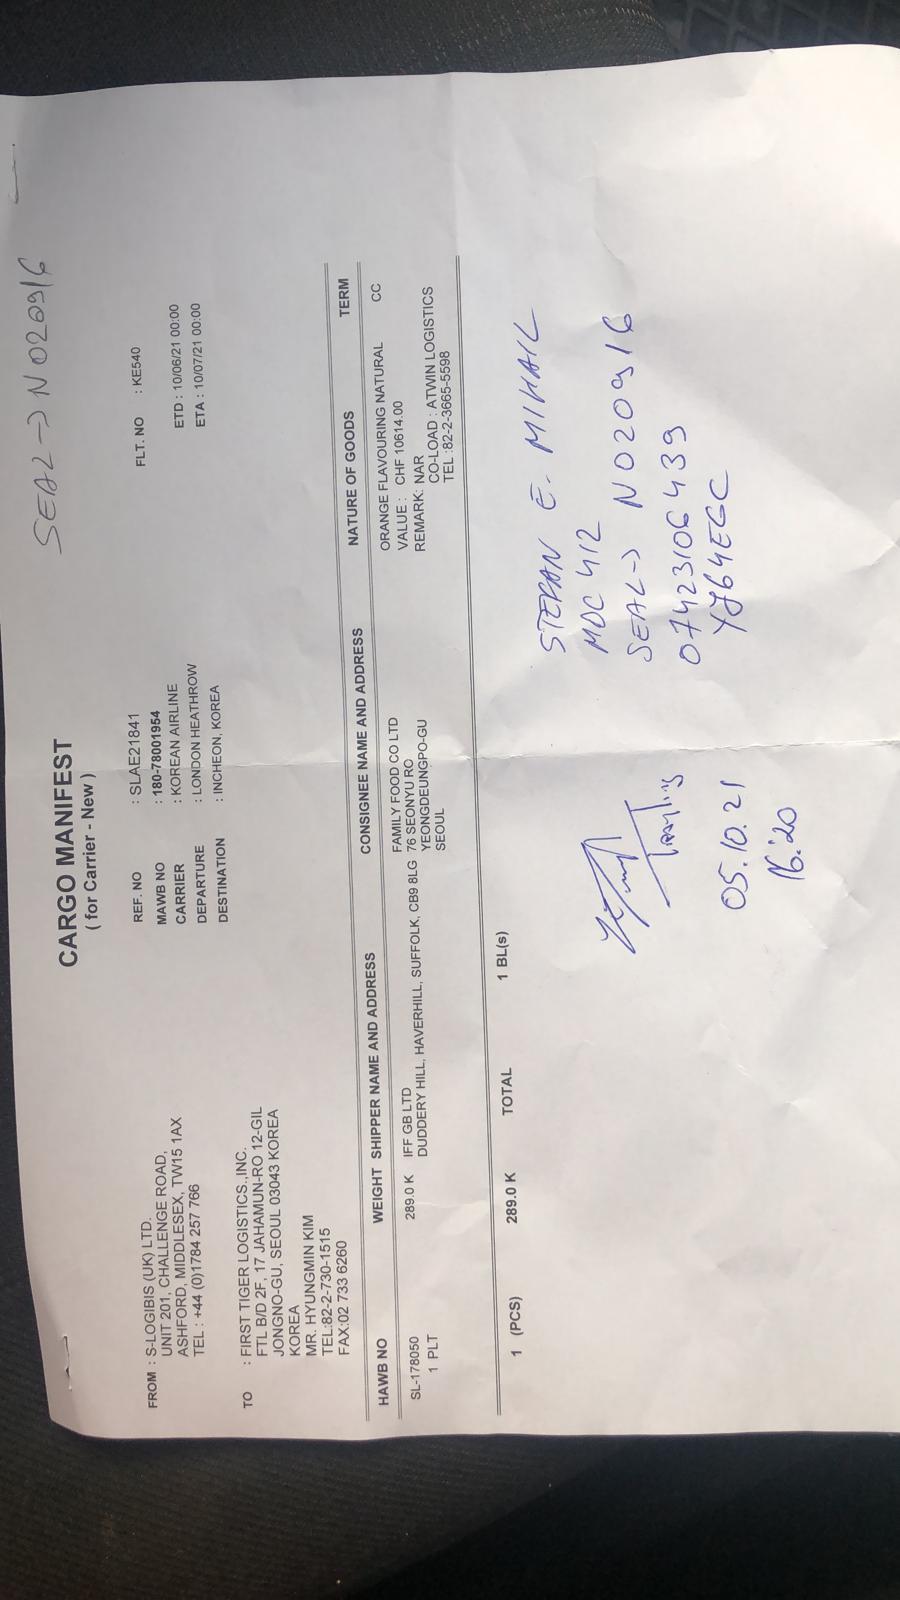 SEAL -> N020916
CARGO MANIFEST
( for Carrier - New )
FROM : S-LOGIBIS (UK) LTD.
UNIT 201, CHALLENGE ROAD,
ASHFORD, MIDDLESEX, TW15 1AX
TEL : +44 (0)1784 257 766
REF. NO : SLAE21841
MAWB NO : 180-78001954
CARRIER : KOREAN AIRLINE
DEPARTURE : LONDON HEATHROW
DESTINATION : INCHEON, KOREA
FLT. NO : KE540
ETD : 10/06/21 00:00
ETA : 10/07/21 00:00
TO : FIRST TIGER LOGISTICS.,INC.
FTL B/D 2F, 17 JAHAMUN-RO 12-GIL
JONGNO-GU, SEOUL 03043 KOREA
KOREA
MR. HYUNGMIN KIM
TEL:82-2-730-1515
FAX:02 733 6260
HAWB NO WEIGHT SHIPPER NAME AND ADDRESS CONSIGNEE NAME AND ADDRESS NATURE OF GOODS TERM
SL-178050 289.0 K IFF GB LTD FAMILY FOOD CO LTD ORANGE FLAVOURING NATURAL CC
1 PLT DUDDERY HILL, HAVERHILL, SUFFOLK, CB9 8LG 76 SEONYU RO VALUE : CHF 10614.00
YEONGDEUNGPO-GU REMARK: NAR
SEOUL CO-LOAD : ATWIN LOGISTICS
TEL :82-2-3665-5598
1 (PCS) 289.0 K TOTAL 1 BL(s)
STEFAN E. MIHAIL
MDC 412
SEAL -> N020916
07423106439
YJ64EGC
05.10.21
16:20